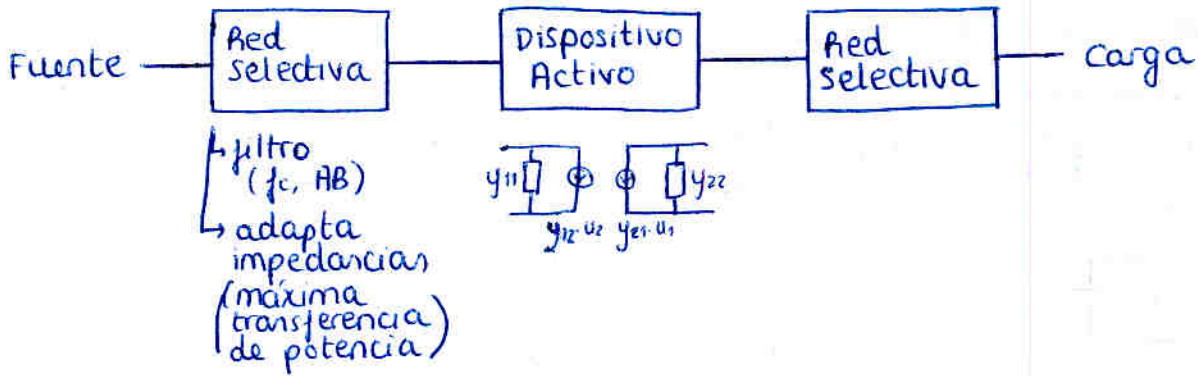 Fuente
Red
selectiva
Dispositivo
Activo
Red
selectiva
Carga
filtro
(fc, AB)
adapta
impedancias
(máxima
transferencia
de potencia)
y11
y12·u2
y21·u1
y22